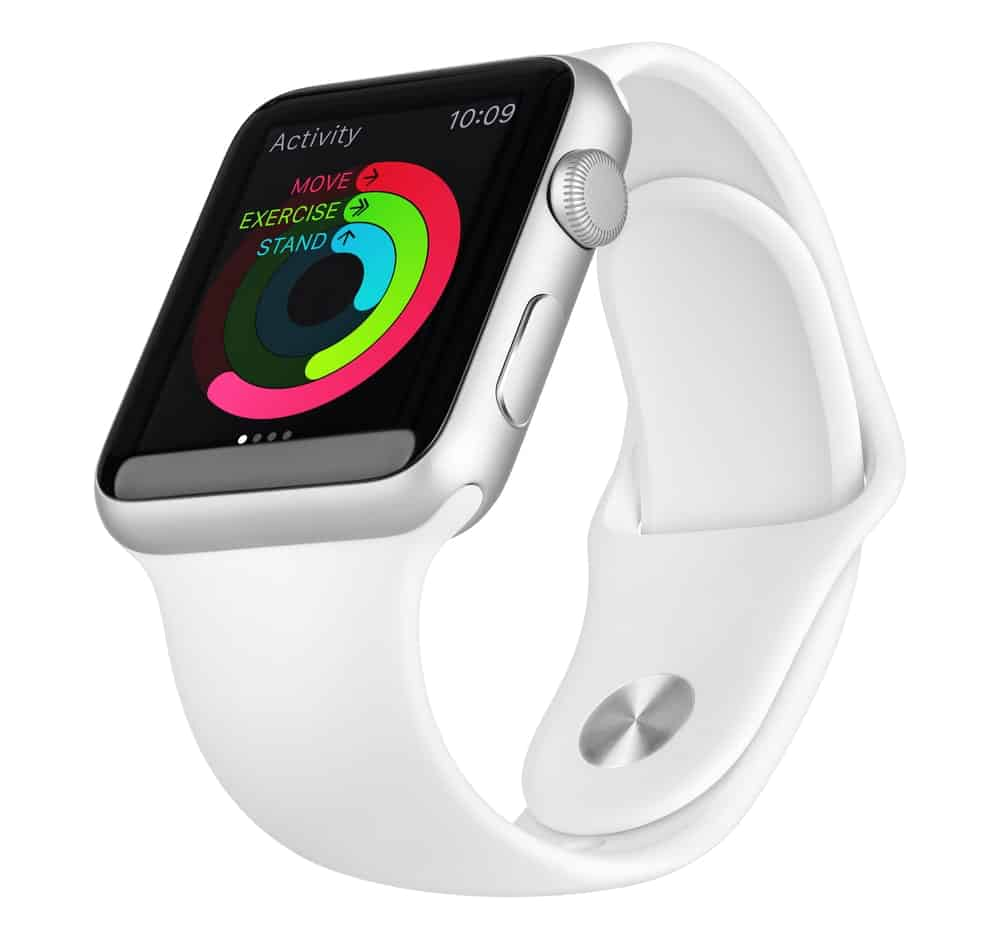 Activity 10:09
MOVE
EXERCISE
STAND